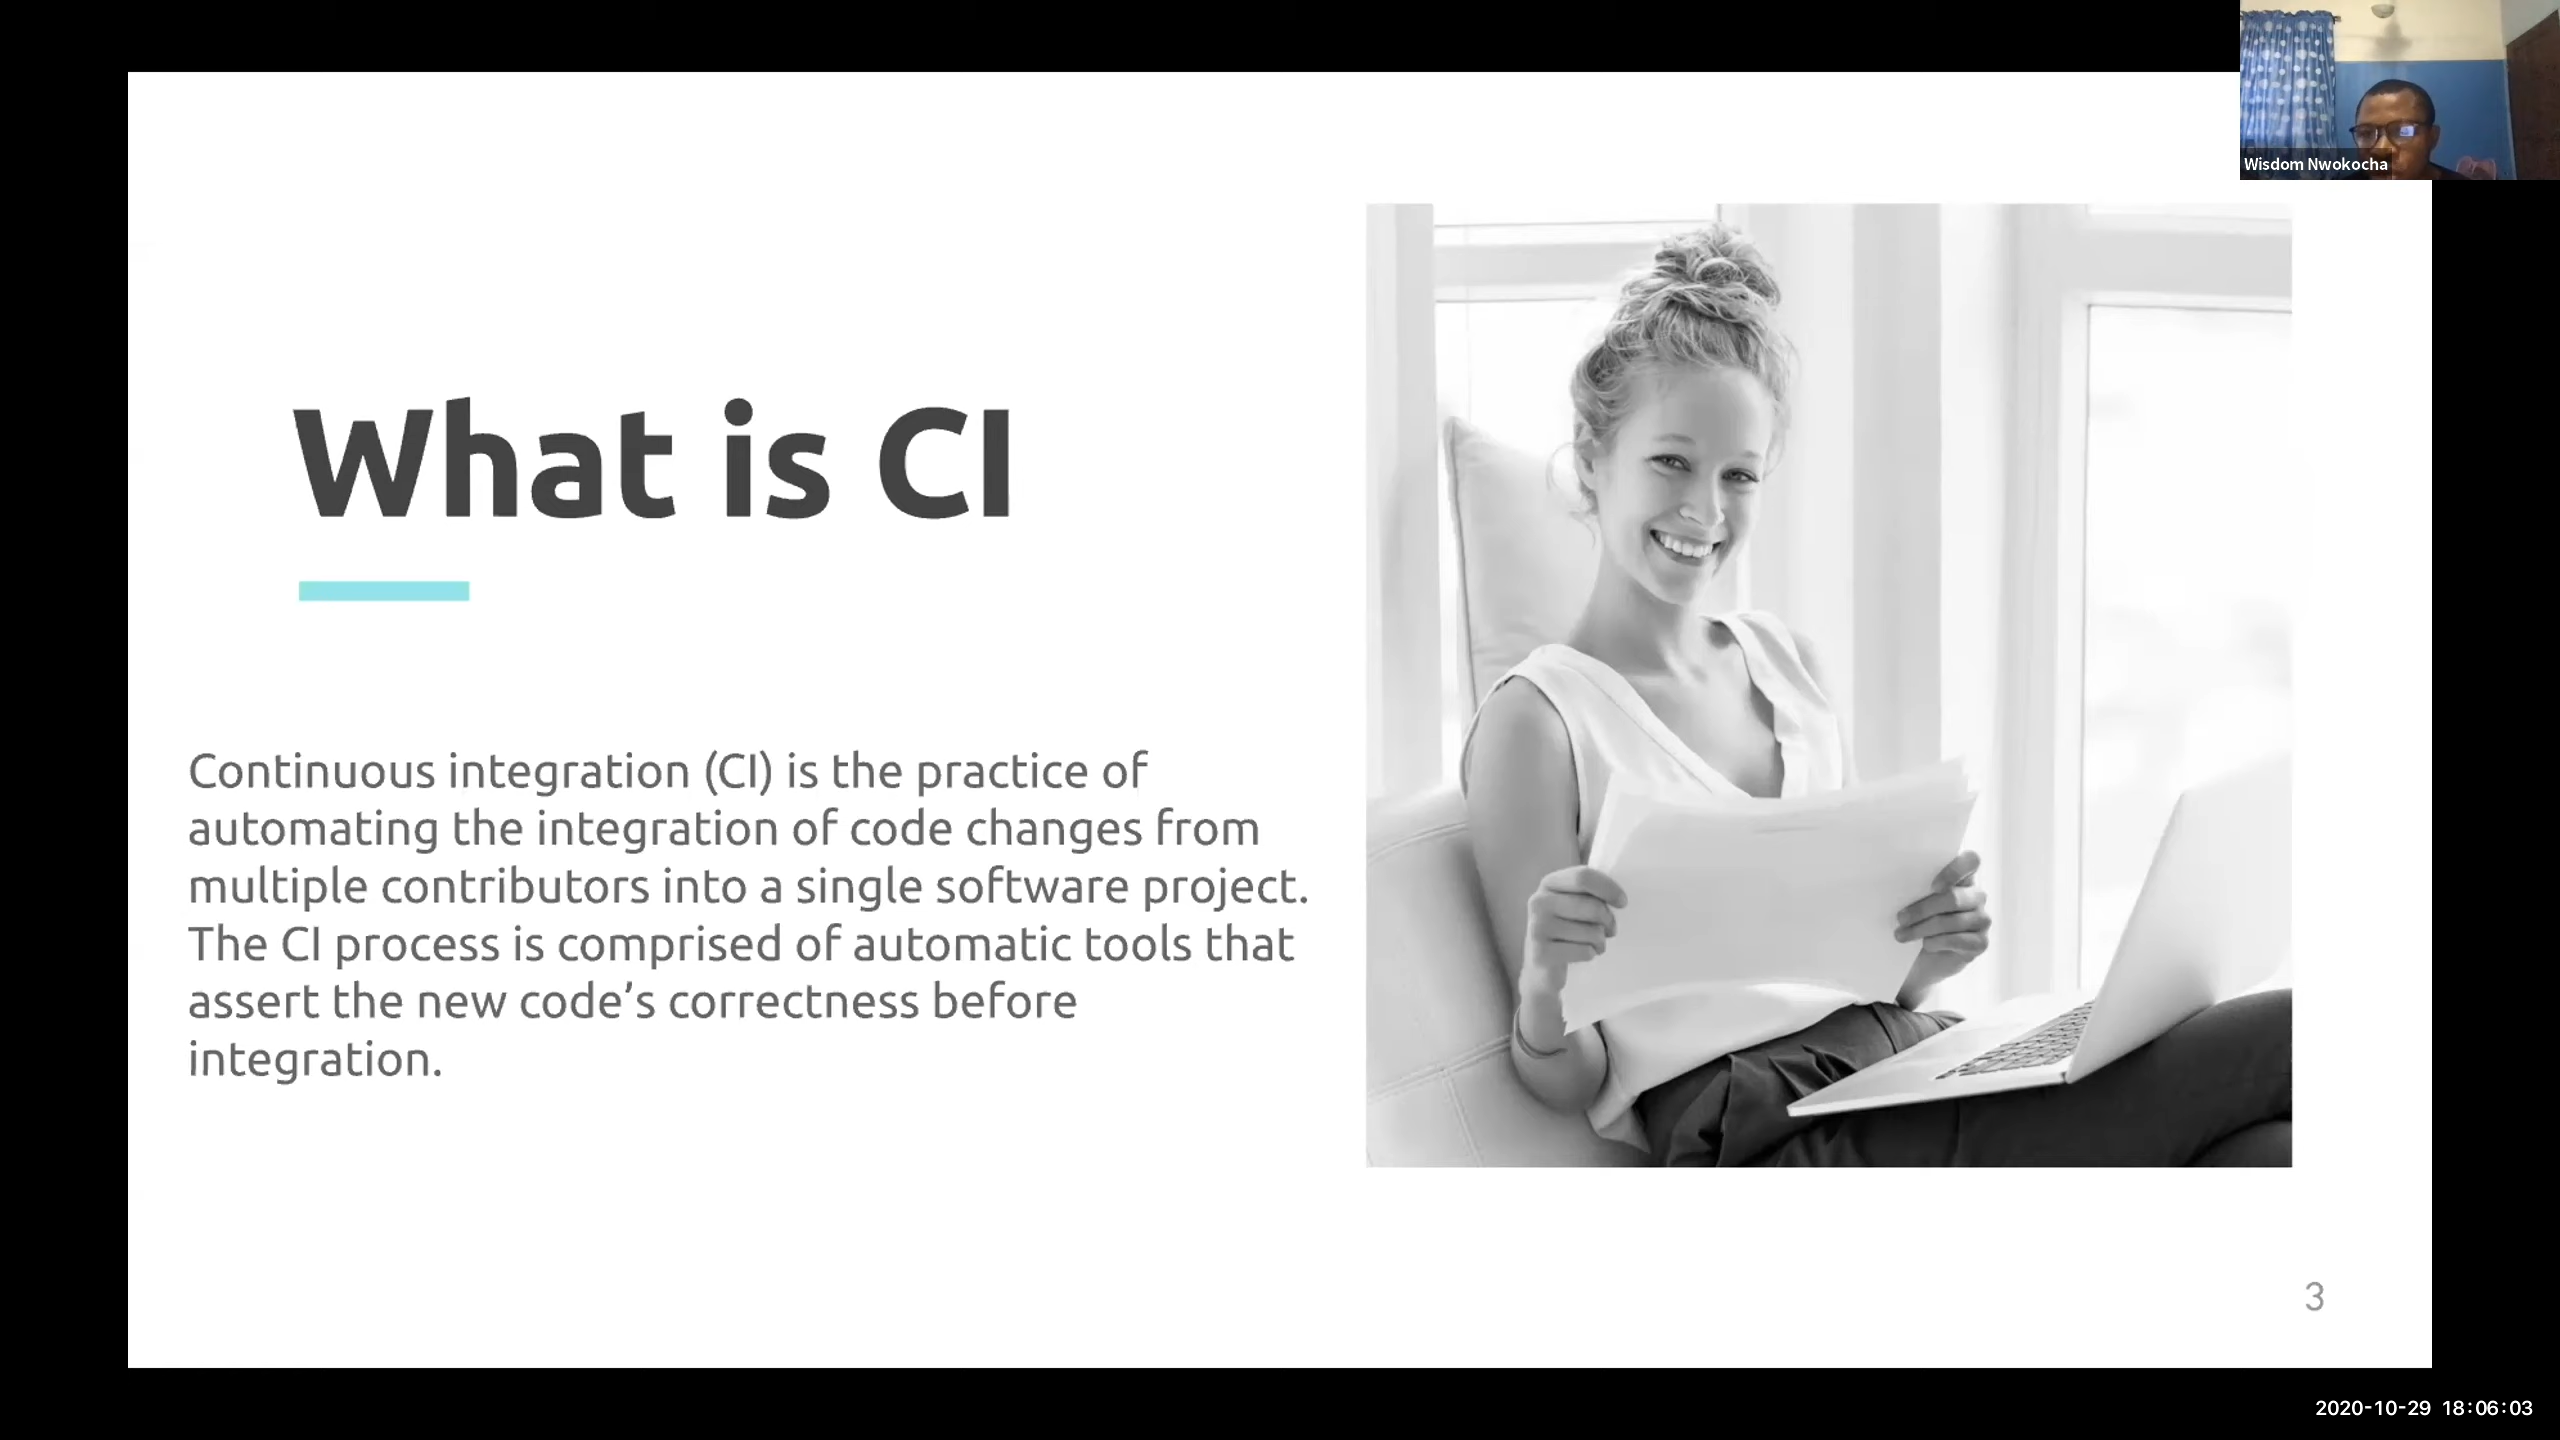 Wisdom Nwokocha
What is CI
Continuous integration (CI) is the practice of
automating the integration of code changes from
multiple contributors into a single software project.
The CI process is comprised of automatic tools that
assert the new code’s correctness before
integration.
3
2020-10-29 18:06:03